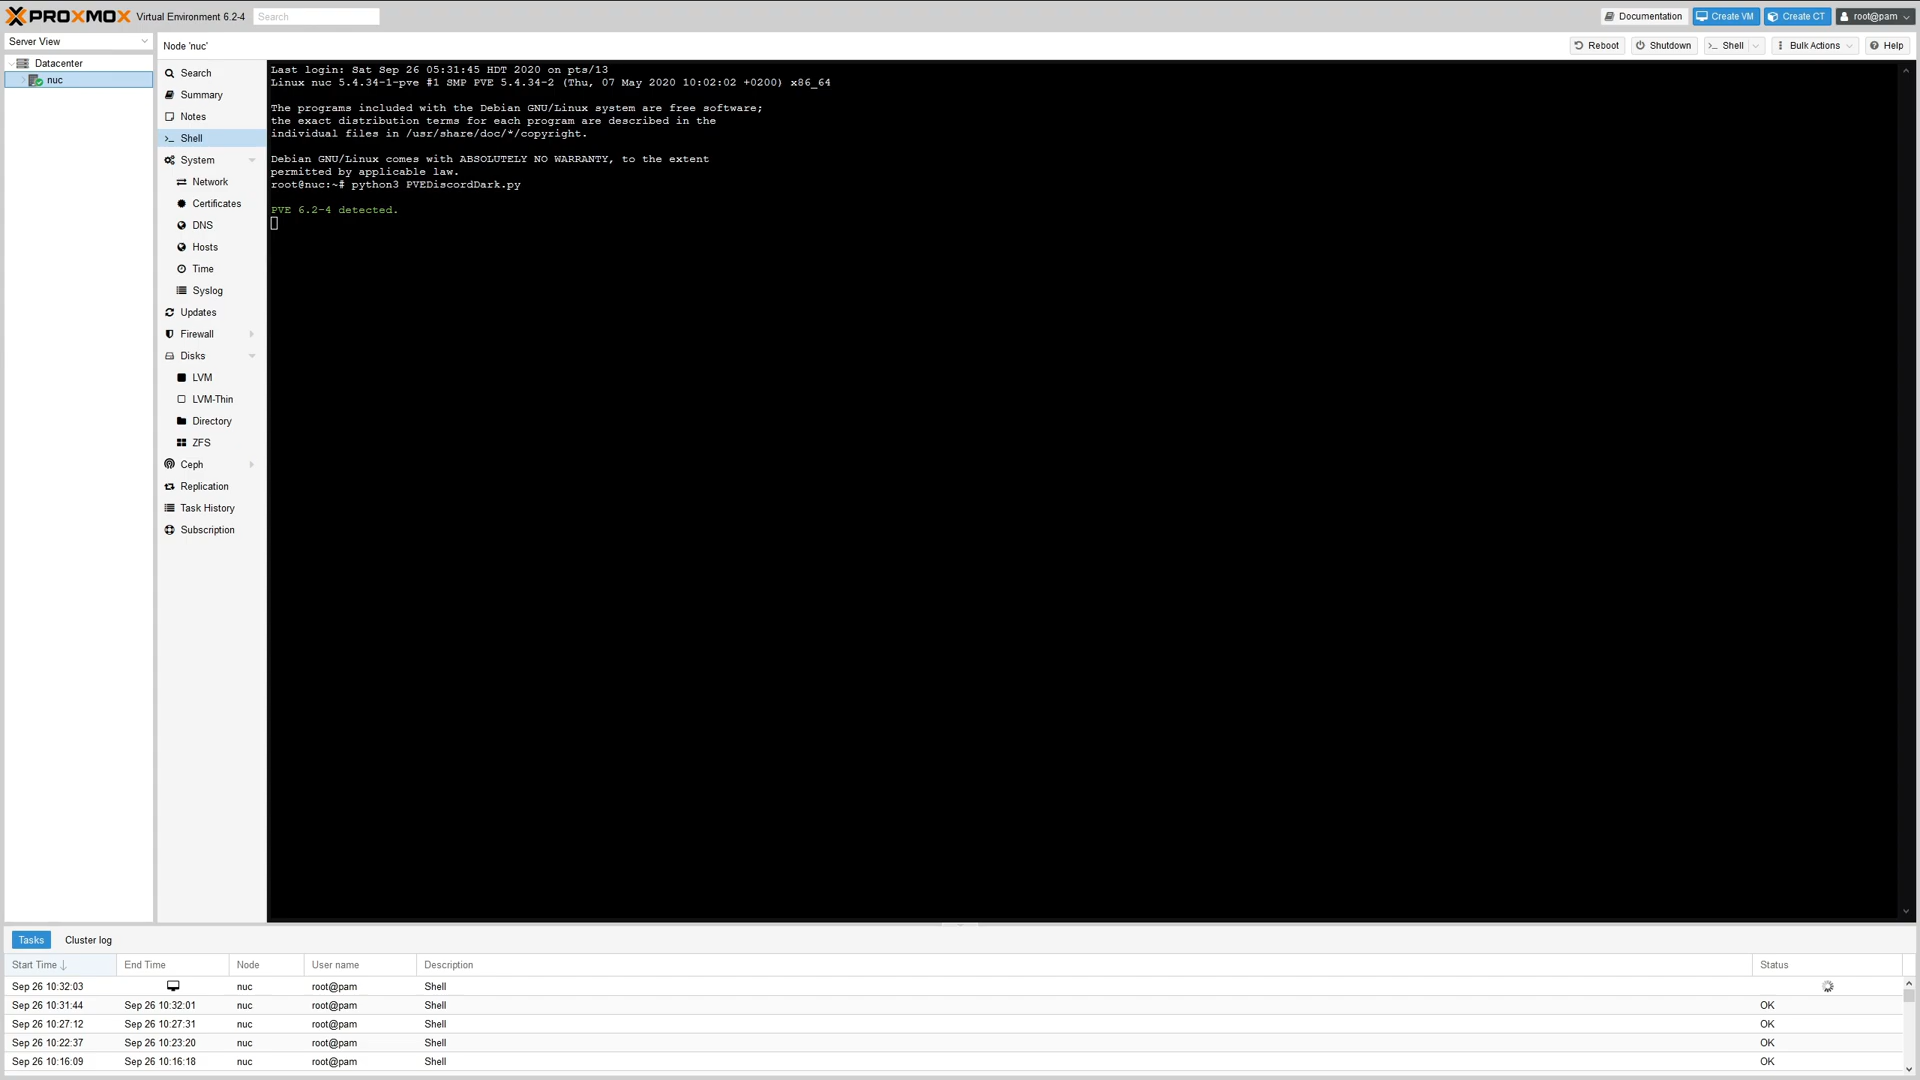 PROXMOX Virtual Environment 6.2-4 Search Documentation Create VM Create CT root@pam
Server View
Datacenter
nuc
Node 'nuc' Reboot Shutdown >_ Shell Bulk Actions Help
Search
Summary
Notes
>_ Shell
System
Network
Certificates
DNS
Hosts
Time
Syslog
Updates
Firewall
Disks
LVM
LVM-Thin
Directory
ZFS
Ceph
Replication
Task History
Subscription
Last login: Sat Sep 26 05:31:45 HDT 2020 on pts/13
Linux nuc 5.4.34-1-pve #1 SMP PVE 5.4.34-2 (Thu, 07 May 2020 10:02:02 +0200) x86_64
The programs included with the Debian GNU/Linux system are free software;
the exact distribution terms for each program are described in the
individual files in /usr/share/doc/*/copyright.
Debian GNU/Linux comes with ABSOLUTELY NO WARRANTY, to the extent
permitted by applicable law.
root@nuc:~# python3 PVEDiscordDark.py
PVE 6.2-4 detected.
Tasks Cluster log
Start Time End Time Node User name Description Status
Sep 26 10:32:03 nuc root@pam Shell
Sep 26 10:31:44 Sep 26 10:32:01 nuc root@pam Shell OK
Sep 26 10:27:12 Sep 26 10:27:31 nuc root@pam Shell OK
Sep 26 10:22:37 Sep 26 10:23:20 nuc root@pam Shell OK
Sep 26 10:16:09 Sep 26 10:16:18 nuc root@pam Shell OK